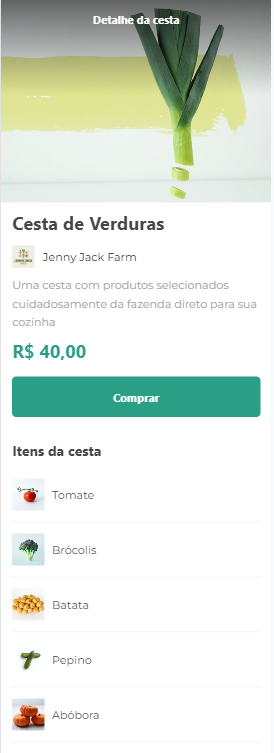 Detalhe da cesta
Cesta de Verduras
Jenny Jack Farm
Uma cesta com produtos selecionados
cuidadosamente da fazenda direto para sua
cozinha
R$ 40,00
Comprar
Itens da cesta
Tomate
Brócolis
Batata
Pepino
Abóbora